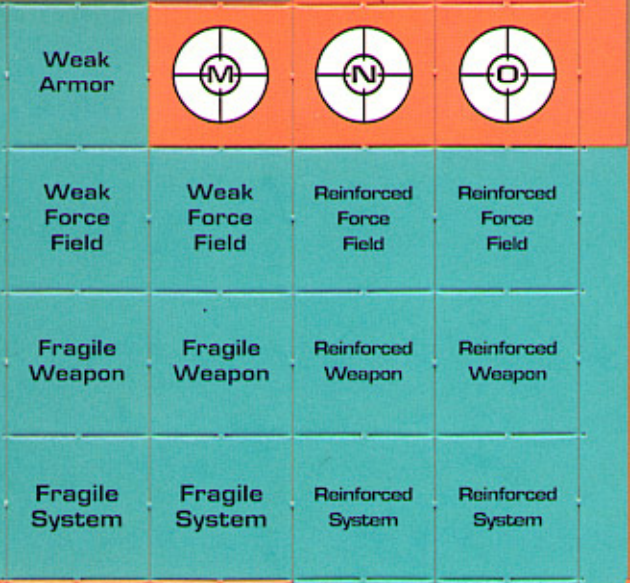 Weak
Armor
M
N
O
Weak
Force
Field
Weak
Force
Field
Reinforced
Force
Field
Reinforced
Force
Field
Fragile
Weapon
Fragile
Weapon
Reinforced
Weapon
Reinforced
Weapon
Fragile
System
Fragile
System
Reinforced
System
Reinforced
System